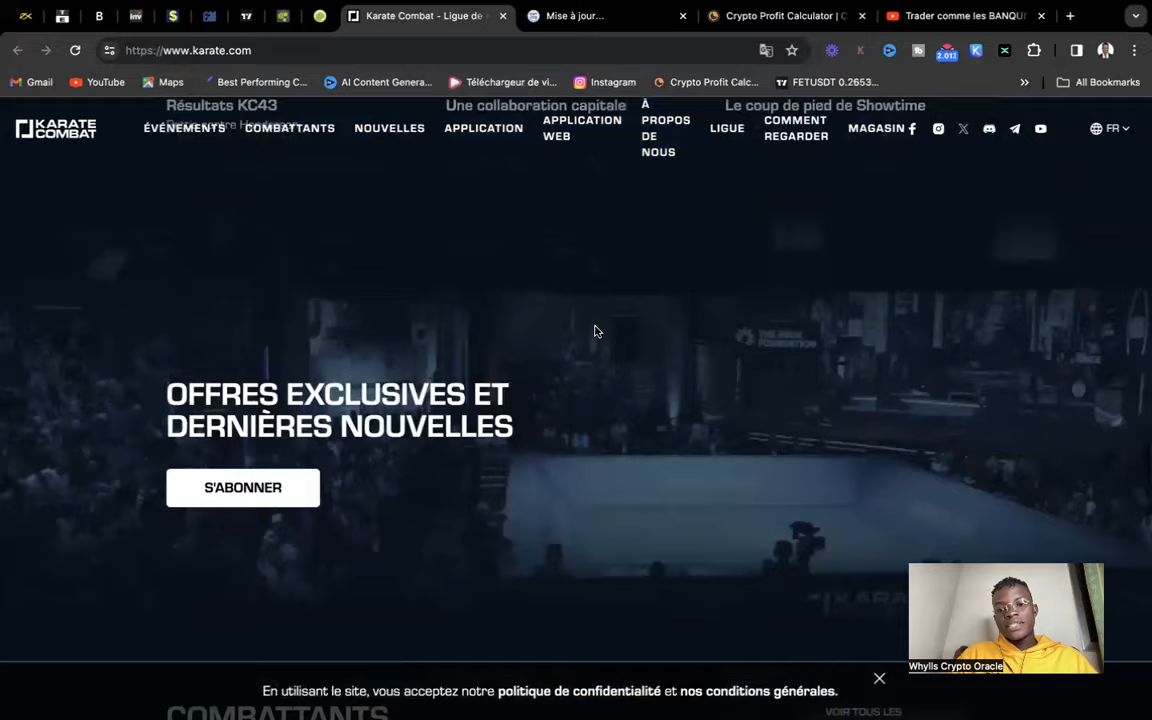 Karate Combat - Ligue de
Mise à jour...
Crypto Profit Calculator | C
Trader comme les BANQU
https://www.karate.com
2.013
Gmail
YouTube
Maps
Best Performing C...
AI Content Genera...
Téléchargeur de vi...
Instagram
Crypto Profit Calc...
FETUSDT 0.2653...
All Bookmarks
Résultats KC43
Une collaboration capitale
Le coup de pied de Showtime
KARATE
COMBAT
ÉVÉNEMENTS
COMBATTANTS
NOUVELLES
APPLICATION
APPLICATION
WEB
À
PROPOS
DE
NOUS
LIGUE
COMMENT
REGARDER
MAGASIN
FR
OFFRES EXCLUSIVES ET
DERNIÈRES NOUVELLES
S'ABONNER
Whylls Crypto Oracle
En utilisant le site, vous acceptez notre politique de confidentialité et nos conditions générales.
COMBATTANTS
VOIR TOUS LES